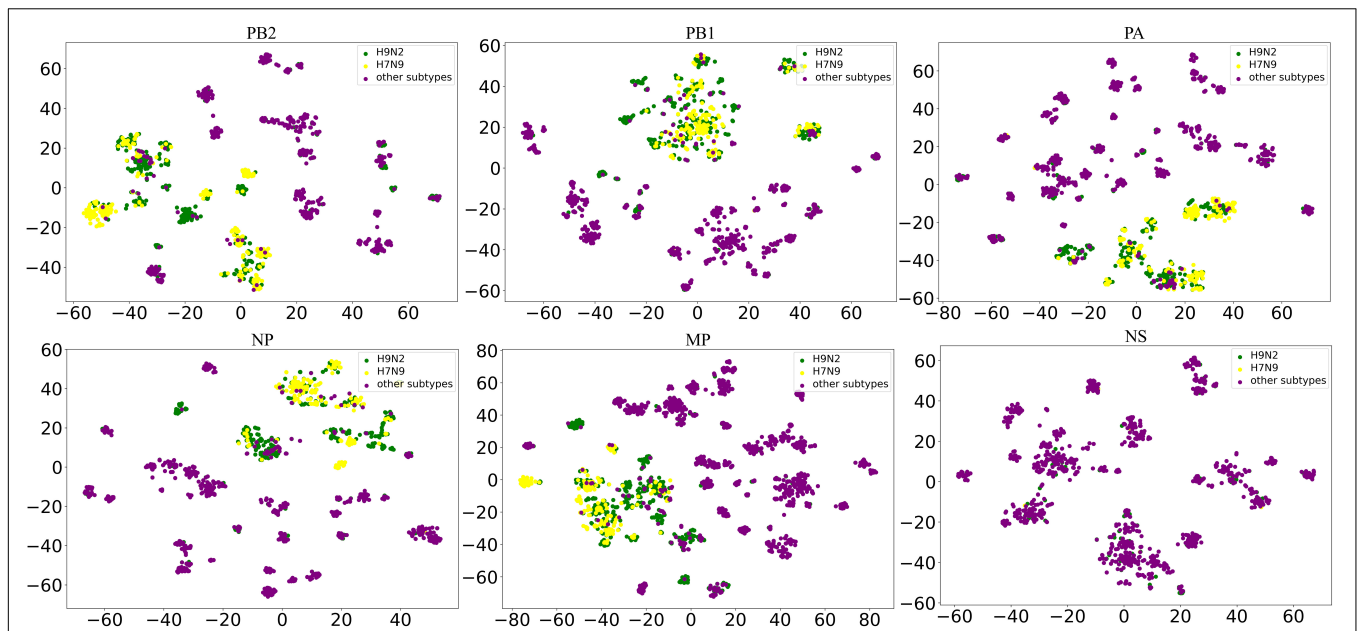 PB2
60
40
20
0
−20
−40
−60 −40 −20 0 20 40 60
H9N2
H7N9
other subtypes
PB1
60
40
20
0
−20
−40
−60
−60 −40 −20 0 20 40 60
H9N2
H7N9
other subtypes
PA
60
40
20
0
−20
−40
−60
−80 −60 −40 −20 0 20 40 60
H9N2
H7N9
other subtypes
NP
60
40
20
0
−20
−40
−60
−60 −40 −20 0 20 40
H9N2
H7N9
other subtypes
MP
80
60
40
20
0
−20
−40
−60
−80 −60 −40 −20 0 20 40 60 80
H9N2
H7N9
other subtypes
NS
60
40
20
0
−20
−40
−60
−60 −40 −20 0 20 40 60
H9N2
H7N9
other subtypes